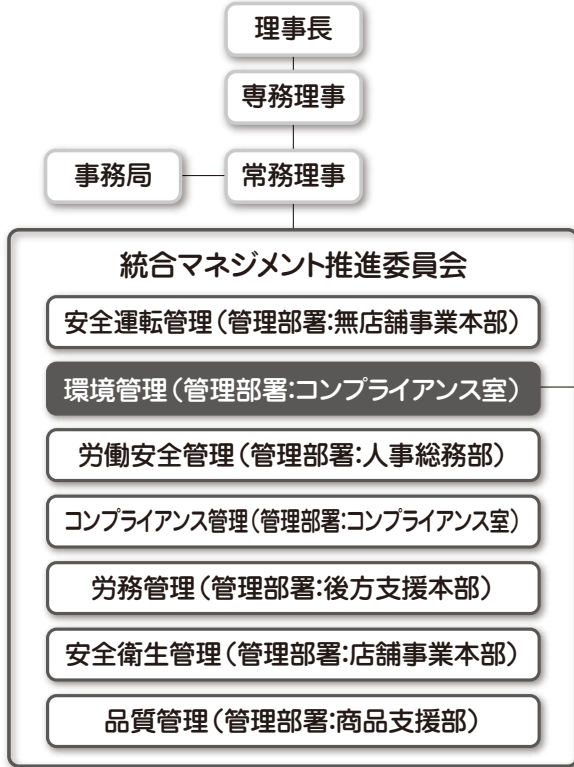 理事長
専務理事
事務局
常務理事
統合マネジメント推進委員会
安全運転管理(管理部署:無店舗事業本部)
環境管理(管理部署:コンプライアンス室)
労働安全管理(管理部署:人事総務部)
コンプライアンス管理(管理部署:コンプライアンス室)
労務管理(管理部署:後方支援本部)
安全衛生管理(管理部署:店舗事業本部)
品質管理(管理部署:商品支援部)